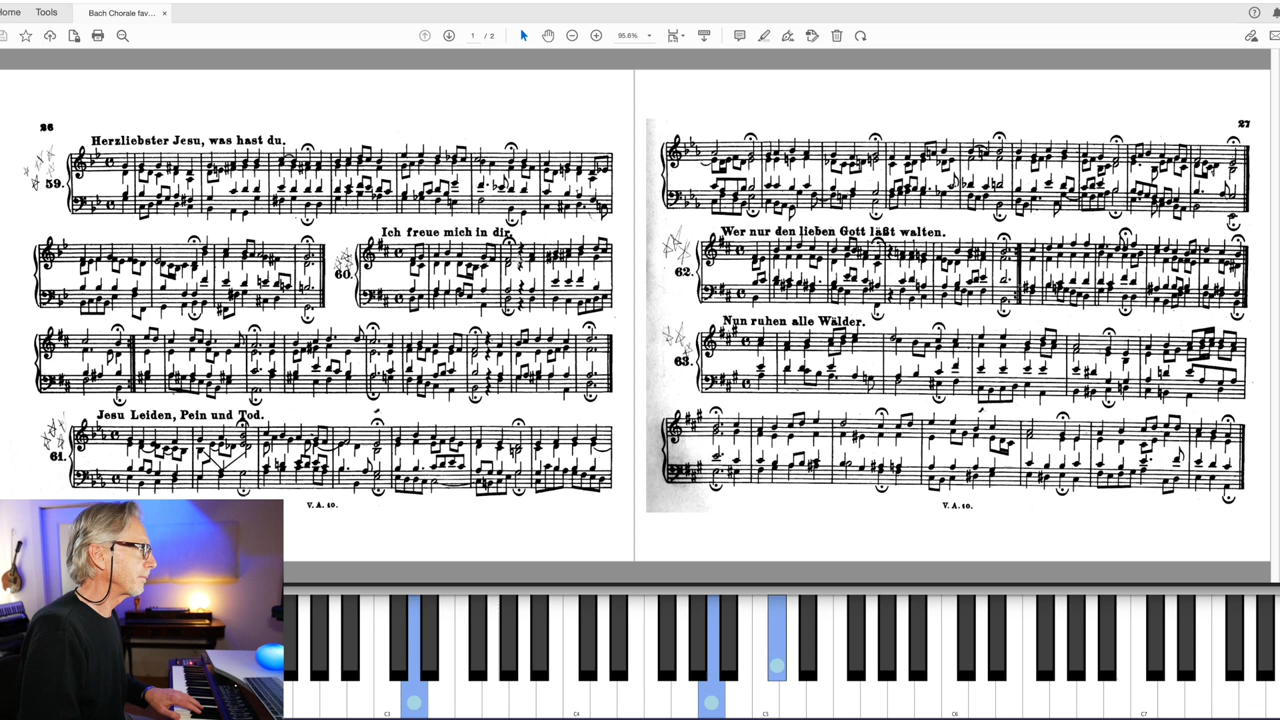 Home Tools Bach Chorale fav... ×
1 / 2 95.6%
26
Herzliebster Jesu, was hast du.
59.
Ich freue mich in dir.
60.
Jesu Leiden, Pein und Tod.
61.
V. A. 10.
27
Wer nur den lieben Gott läßt walten.
62.
Nun ruhen alle Wälder.
63.
V. A. 10.
C3 C4 C5 C6 C7